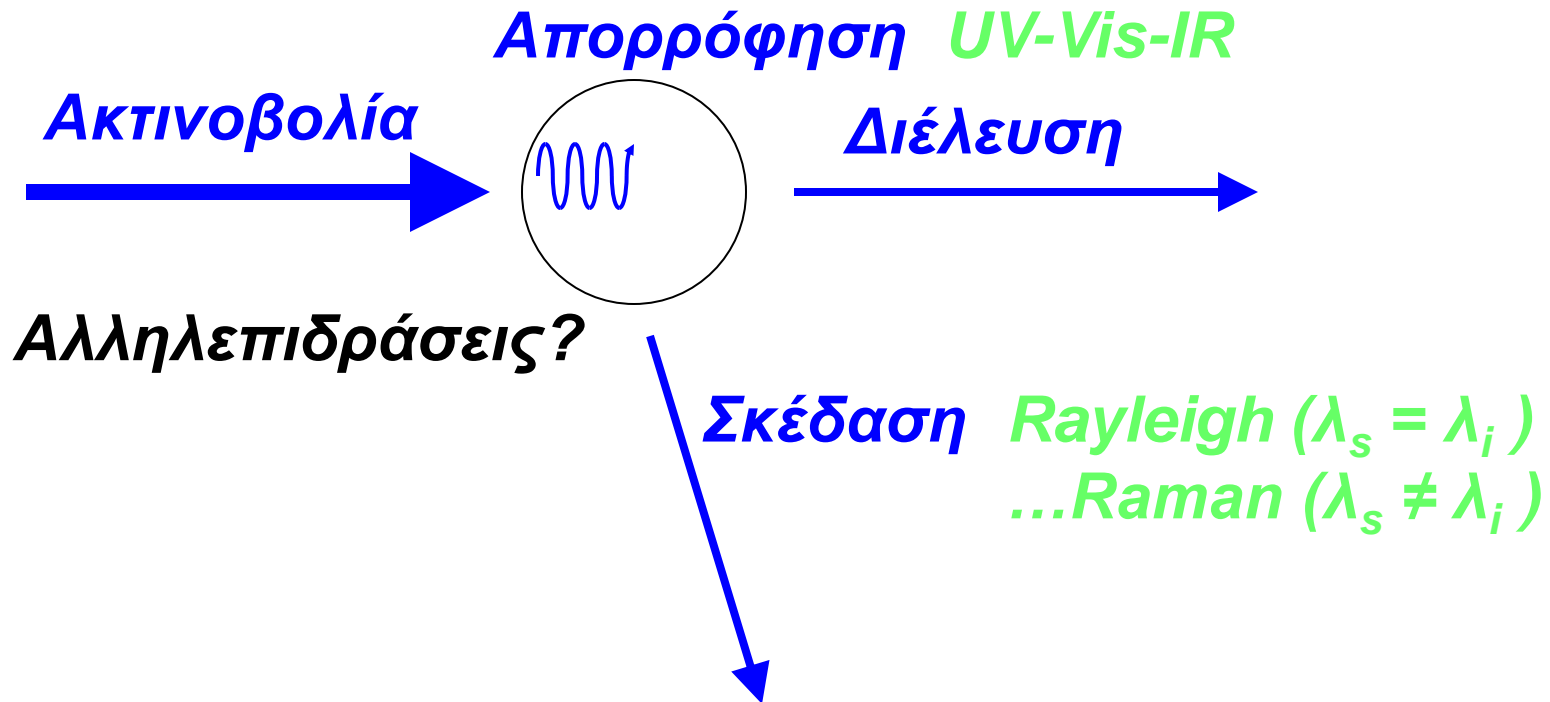 Απορρόφηση UV-Vis-IR
Ακτινοβολία
Διέλευση
Αλληλεπιδράσεις?
Σκέδαση Rayleigh (λs = λi )
…Raman (λs ≠ λi )